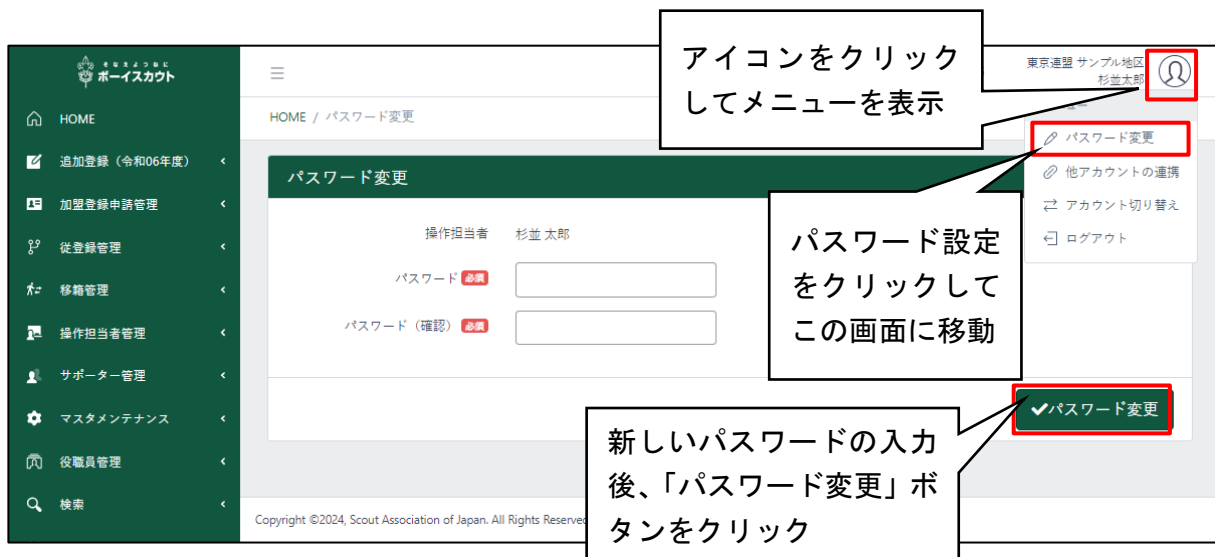 アイコンをクリック
してメニューを表示
そなえよつねに
ボーイスカウト
東京連盟 サンプル地区
杉並太郎
HOME
追加登録（令和06年度）
加盟登録申請管理
従登録管理
移籍管理
操作担当者管理
サポーター管理
マスタメンテナンス
役職員管理
検索
HOME / パスワード変更
パスワード変更
他アカウントの連携
アカウント切り替え
ログアウト
パスワード変更
操作担当者 杉並 太郎
パスワード 必須
パスワード（確認） 必須
パスワード設定
をクリックして
この画面に移動
パスワード変更
新しいパスワードの入力
後、「パスワード変更」ボ
タンをクリック
Copyright ©2024, Scout Association of Japan. All Rights Reserved